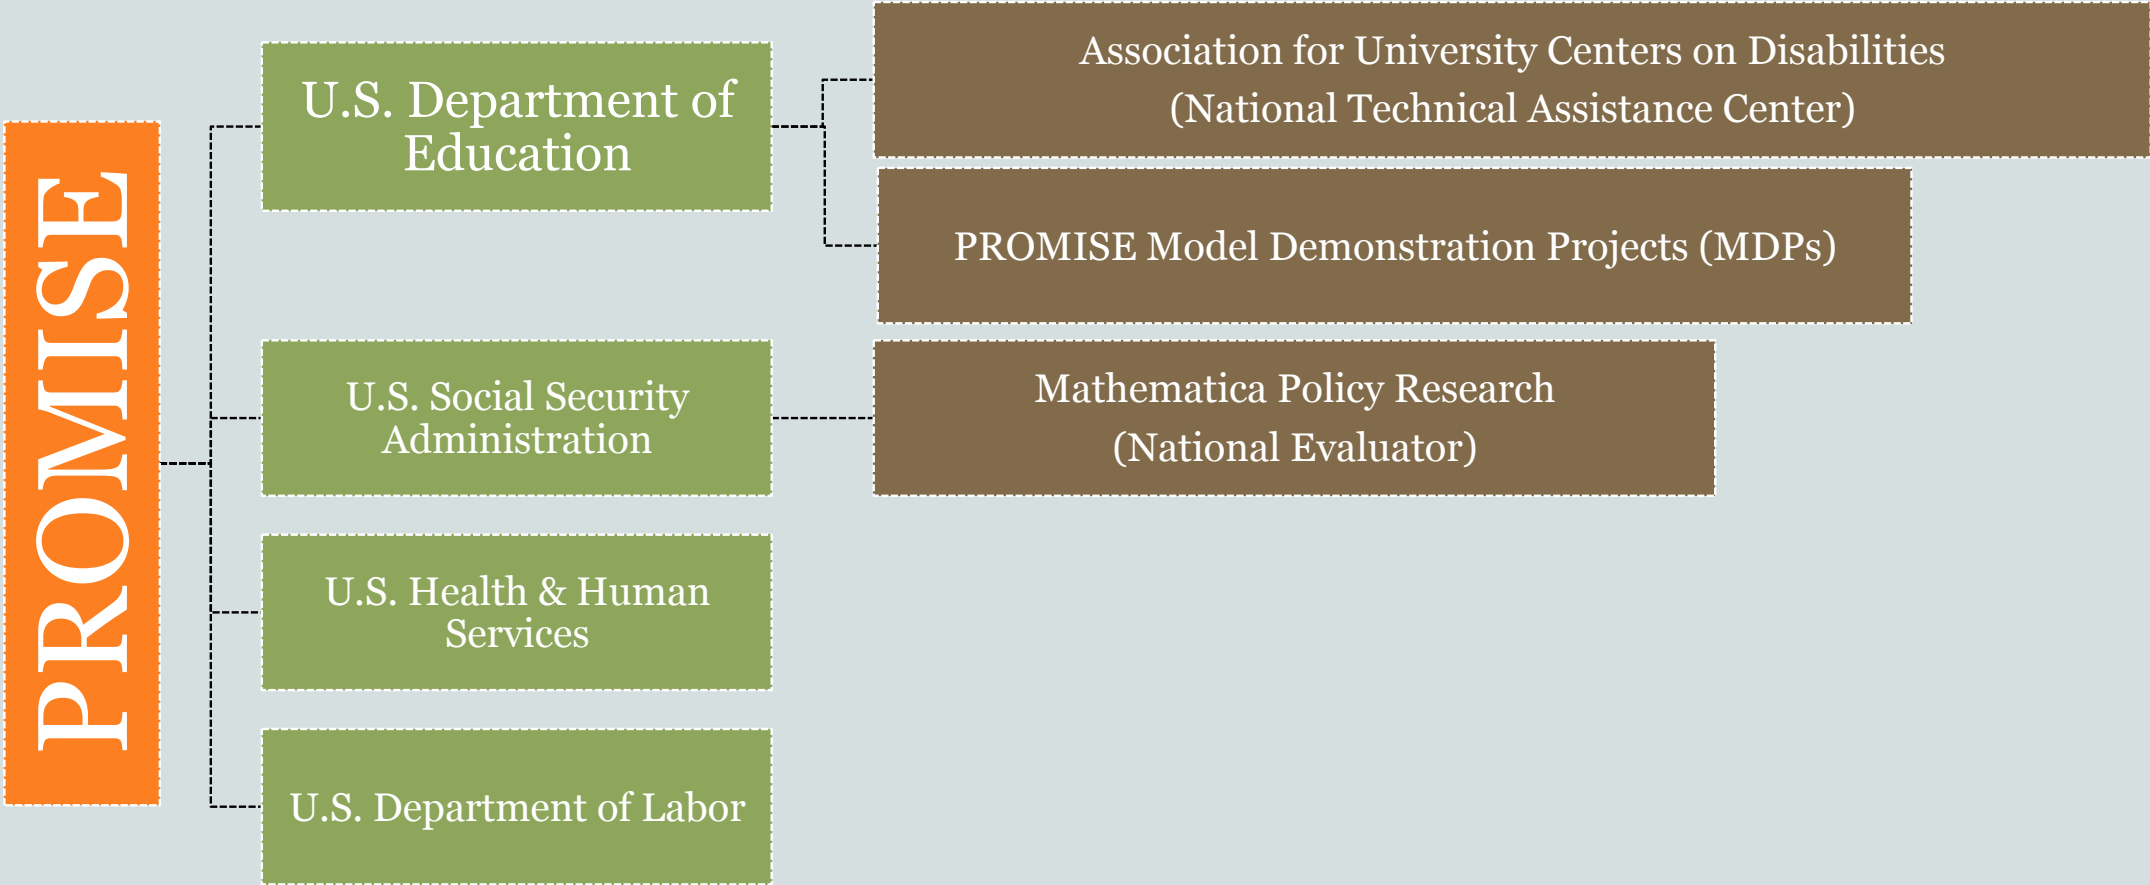 PROMISE
U.S. Department of
Education
Association for University Centers on Disabilities
(National Technical Assistance Center)
PROMISE Model Demonstration Projects (MDPs)
U.S. Social Security
Administration
Mathematica Policy Research
(National Evaluator)
U.S. Health & Human
Services
U.S. Department of Labor